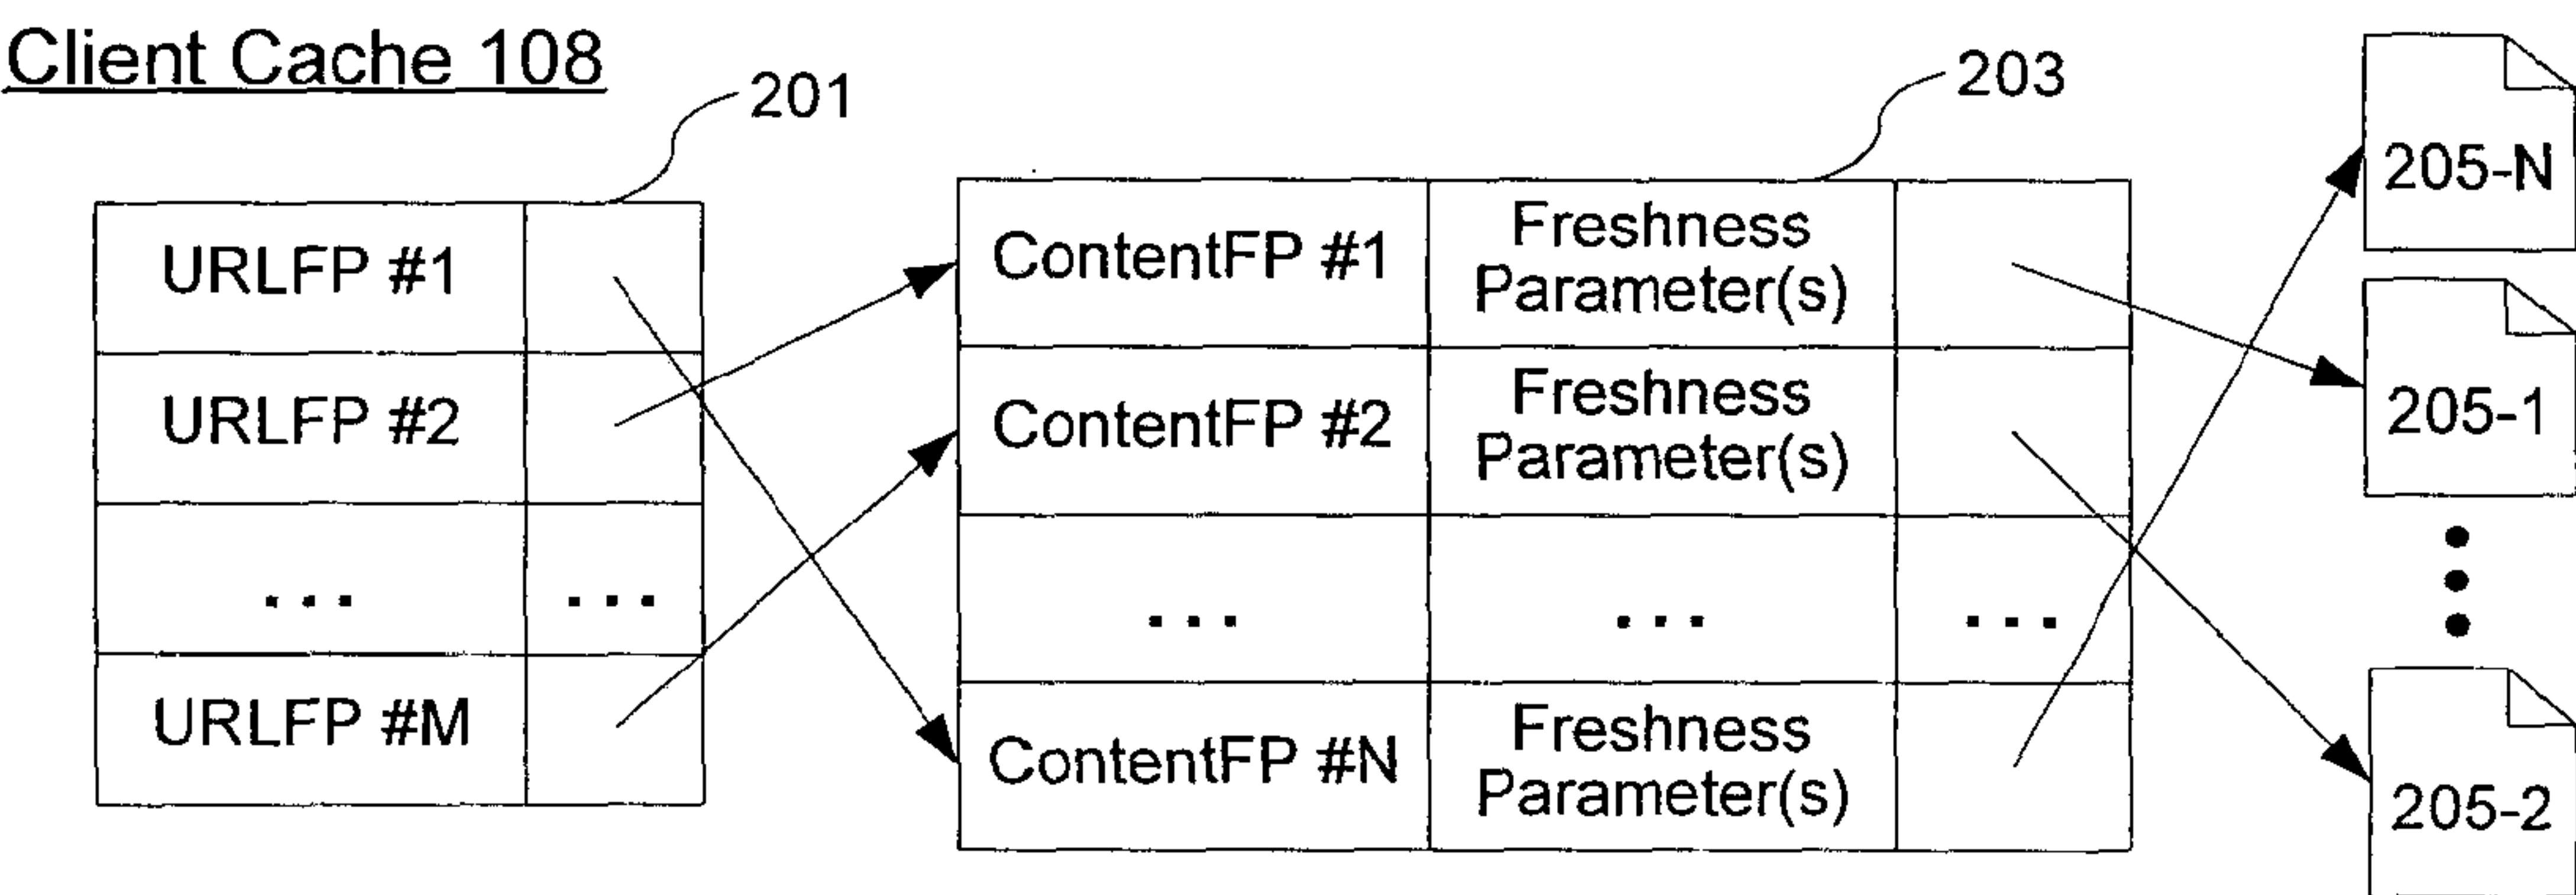 Client Cache 108
201
203
URLFP #1
URLFP #2
...
...
URLFP #M
ContentFP #1
Freshness
Parameter(s)
ContentFP #2
Freshness
Parameter(s)
...
...
...
ContentFP #N
Freshness
Parameter(s)
205-N
205-1
205-2